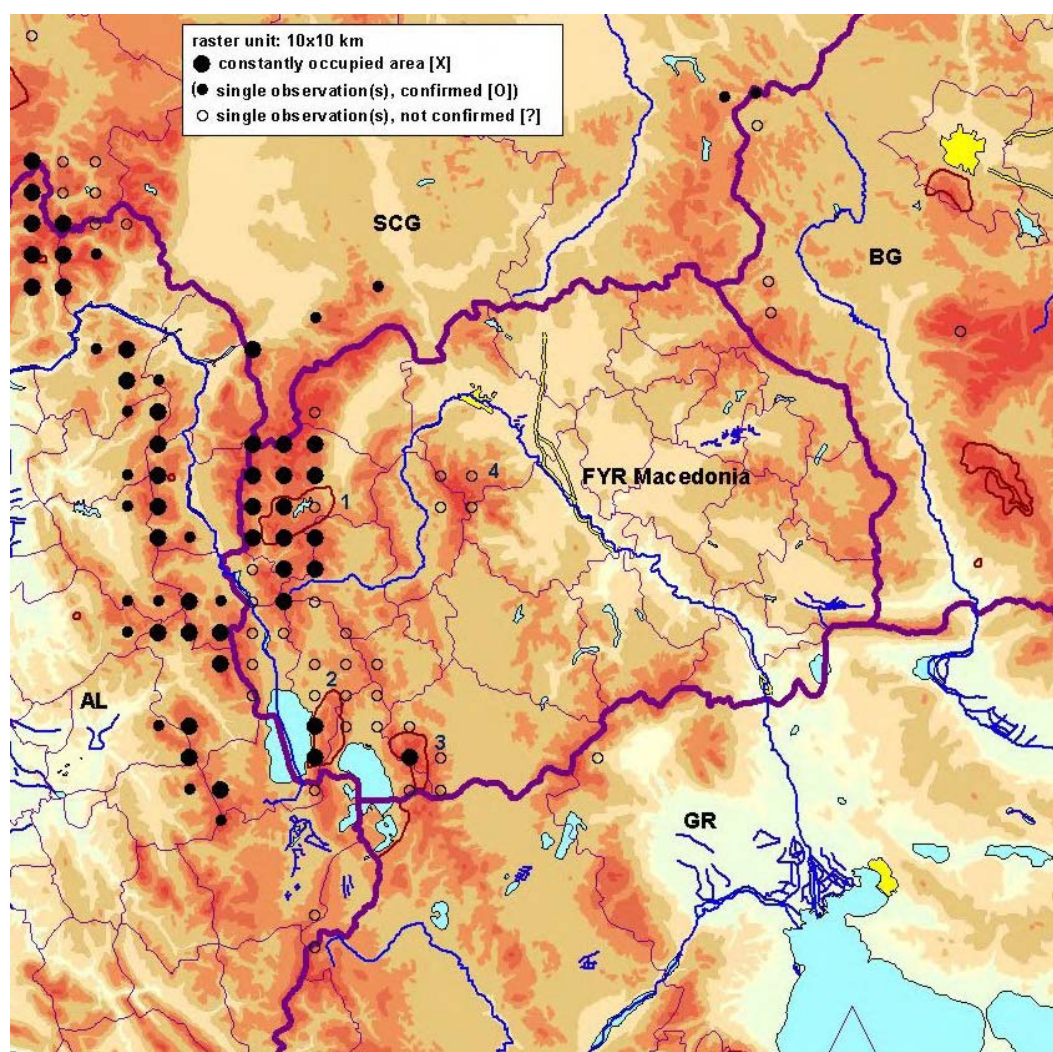 raster unit: 10x10 km
constantly occupied area [X]
(● single observation(s), confirmed [O])
○ single observation(s), not confirmed [?]
SCG
BG
4
FYR Macedonia
1
2
AL
3
GR